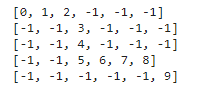 [0, 1, 2, -1, -1, -1]
[-1, -1, 3, -1, -1, -1]
[-1, -1, 4, -1, -1, -1]
[-1, -1, 5, 6, 7, 8]
[-1, -1, -1, -1, -1, 9]